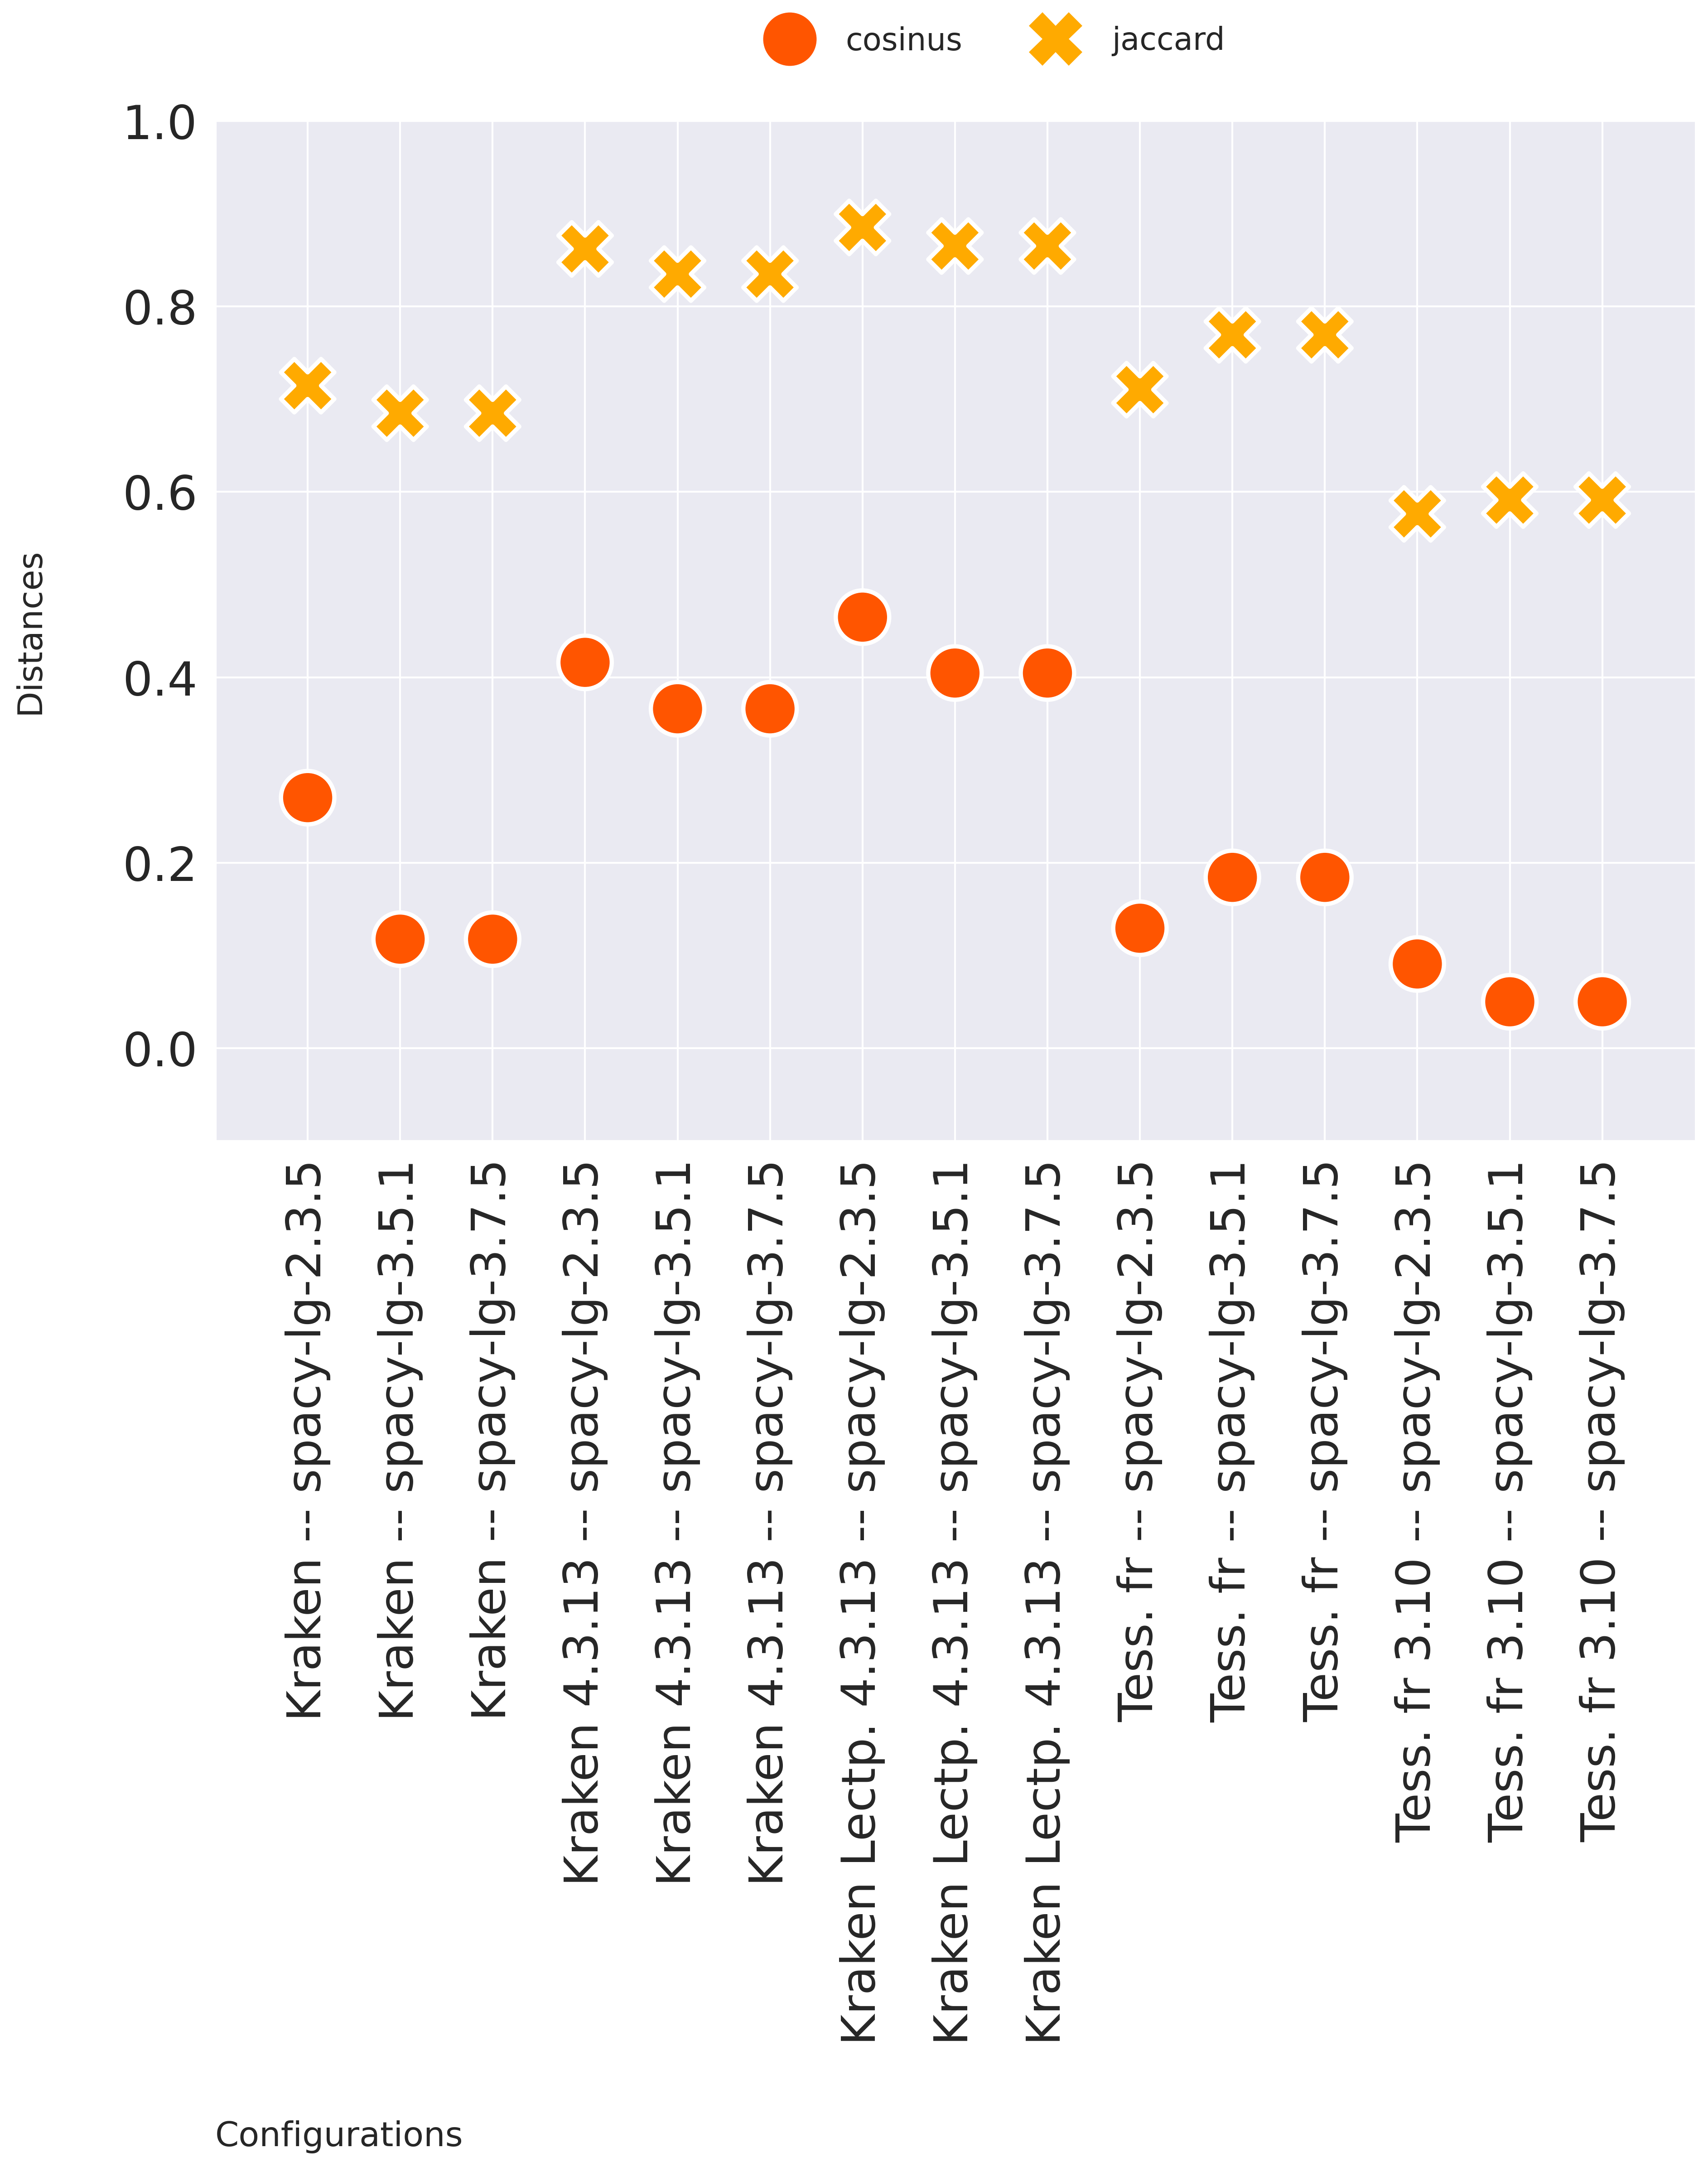 cosinus jaccard
1.0
0.8
0.6
0.4
0.2
0.0
Distances
Kraken -- spacy-lg-2.3.5
Kraken -- spacy-lg-3.5.1
Kraken -- spacy-lg-3.7.5
Kraken 4.3.13 -- spacy-lg-2.3.5
Kraken 4.3.13 -- spacy-lg-3.5.1
Kraken 4.3.13 -- spacy-lg-3.7.5
Kraken Lectp. 4.3.13 -- spacy-lg-2.3.5
Kraken Lectp. 4.3.13 -- spacy-lg-3.5.1
Kraken Lectp. 4.3.13 -- spacy-lg-3.7.5
Tess. fr -- spacy-lg-2.3.5
Tess. fr -- spacy-lg-3.5.1
Tess. fr -- spacy-lg-3.7.5
Tess. fr 3.10 -- spacy-lg-2.3.5
Tess. fr 3.10 -- spacy-lg-3.5.1
Tess. fr 3.10 -- spacy-lg-3.7.5
Configurations